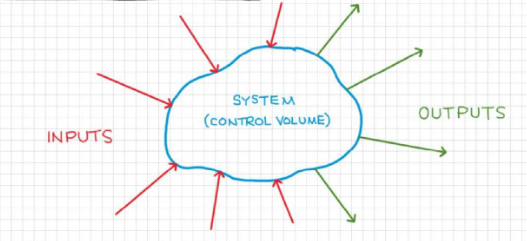 SYSTEM
(CONTROL VOLUME)
OUTPUTS
INPUTS